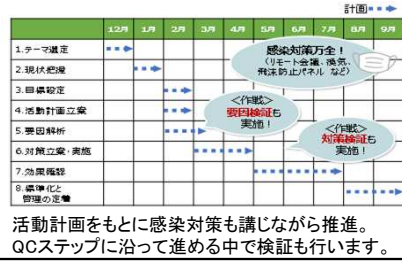 計画
12月 1月 2月 3月 4月 5月 6月 7月 8月 9月
1.テーマ選定
2.現状把握
3.目標設定
4.活動計画立案
5.要因解析
6.対策立案・実施
7.効果確認
8.標準化と
管理の定着
感染対策万全！
(リモート会議、換気、
飛沫防止パネル など)
<作戦>
要因検証も
実施！
<作戦>
対策検証も
実施！
活動計画をもとに感染対策も講じながら推進。
QCステップに沿って進める中で検証も行います。